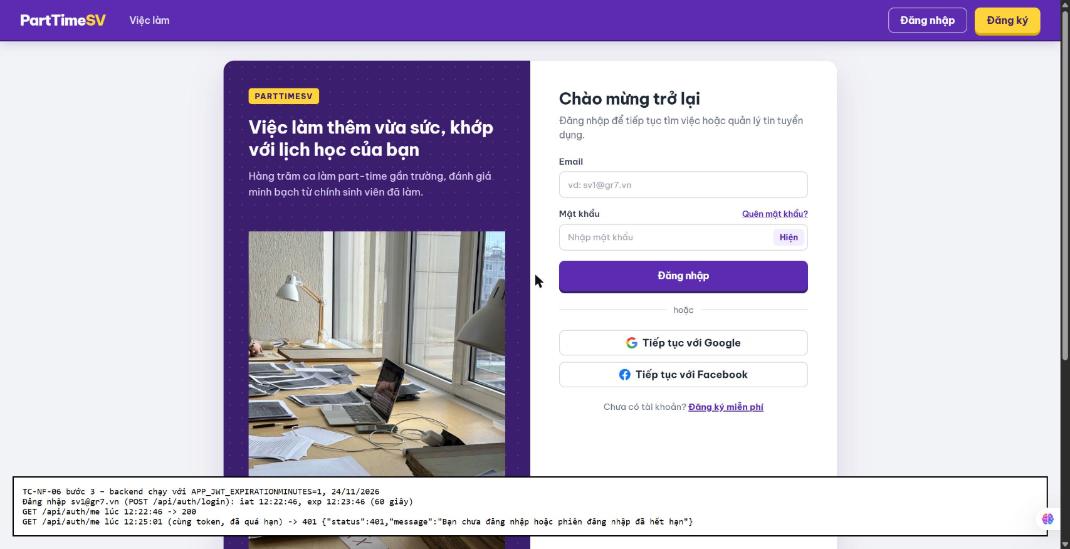 PartTimeSV
Việc làm
Đăng nhập
Đăng ký
PARTTIMESV
Việc làm thêm vừa sức, khớp
với lịch học của bạn
Hàng trăm ca làm part-time gần trường, đánh giá
minh bạch từ chính sinh viên đã làm.
Chào mừng trở lại
Đăng nhập để tiếp tục tìm việc hoặc quản lý tin tuyển
dụng.
Email
vd: sv1@gr7.vn
Mật khẩu
Quên mật khẩu?
Nhập mật khẩu
Hiện
Đăng nhập
hoặc
Tiếp tục với Google
Tiếp tục với Facebook
Chưa có tài khoản? Đăng ký miễn phí
TC-NF-06 bước 3 – backend chạy với APP_JWT_EXPIRATIONMINUTES=1, 24/11/2026
Đăng nhập sv1@gr7.vn (POST /api/auth/login): iat 12:22:46, exp 12:23:46 (60 giây)
GET /api/auth/me lúc 12:22:46 -> 200
GET /api/auth/me lúc 12:25:01 (cùng token, đã quá hạn) -> 401 {"status":401,"message":"Bạn chưa đăng nhập hoặc phiên đăng nhập đã hết hạn"}